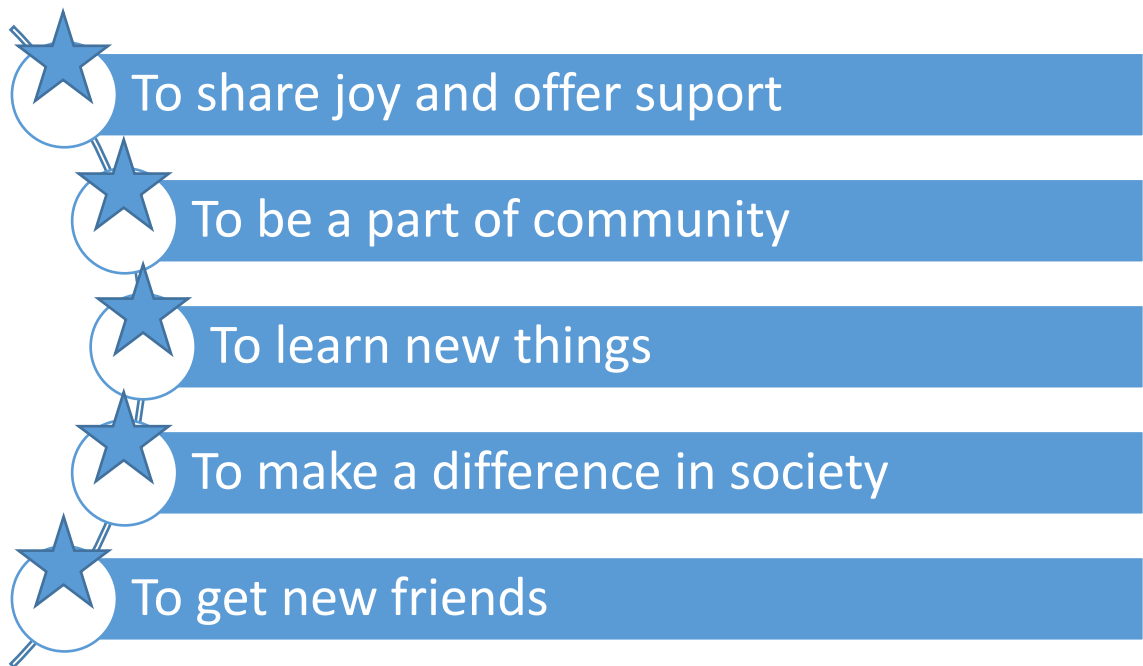 To share joy and offer suport
To be a part of community
To learn new things
To make a difference in society
To get new friends